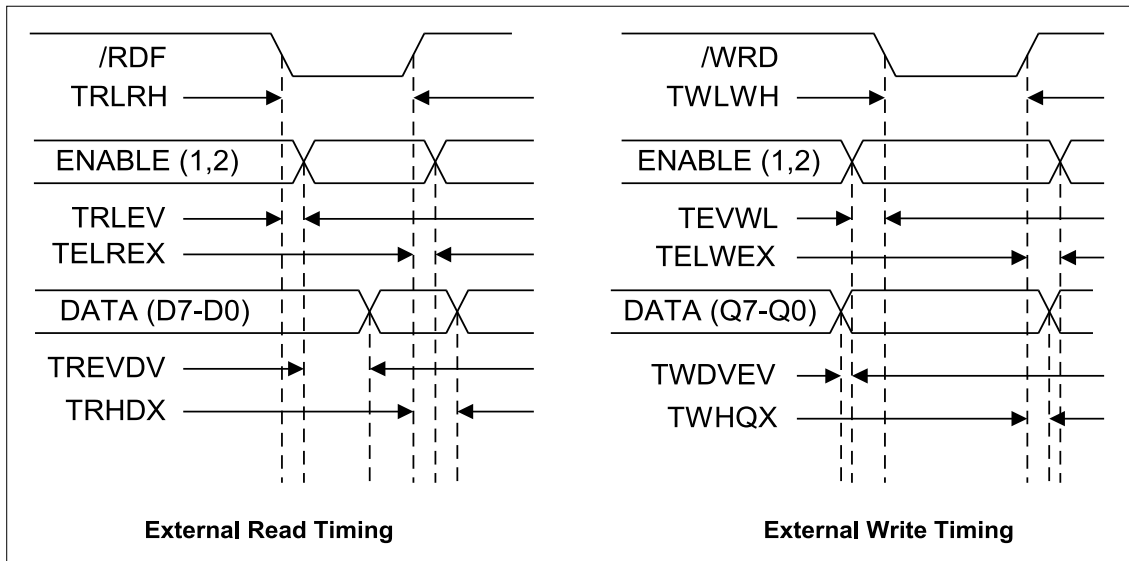 /RDF
TRLRH
ENABLE (1,2)
TRLEV
TELREX
DATA (D7-D0)
TREVDV
TRHDX
External Read Timing
/WRD
TWLWH
ENABLE (1,2)
TEVWL
TELWEX
DATA (Q7-Q0)
TWDVEV
TWHQX
External Write Timing